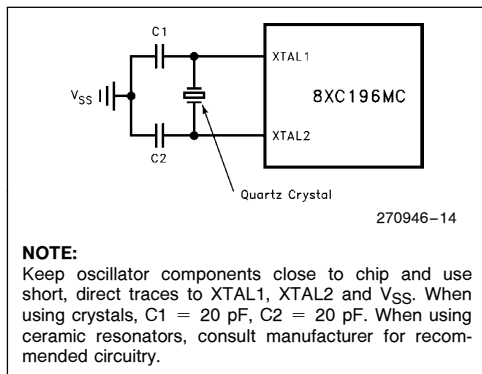 C1
XTAL1
V_SS
8XC196MC
XTAL2
C2
Quartz Crystal
270946–14
NOTE:
Keep oscillator components close to chip and use
short, direct traces to XTAL1, XTAL2 and V_SS. When
using crystals, C1 = 20 pF, C2 = 20 pF. When using
ceramic resonators, consult manufacturer for recom-
mended circuitry.